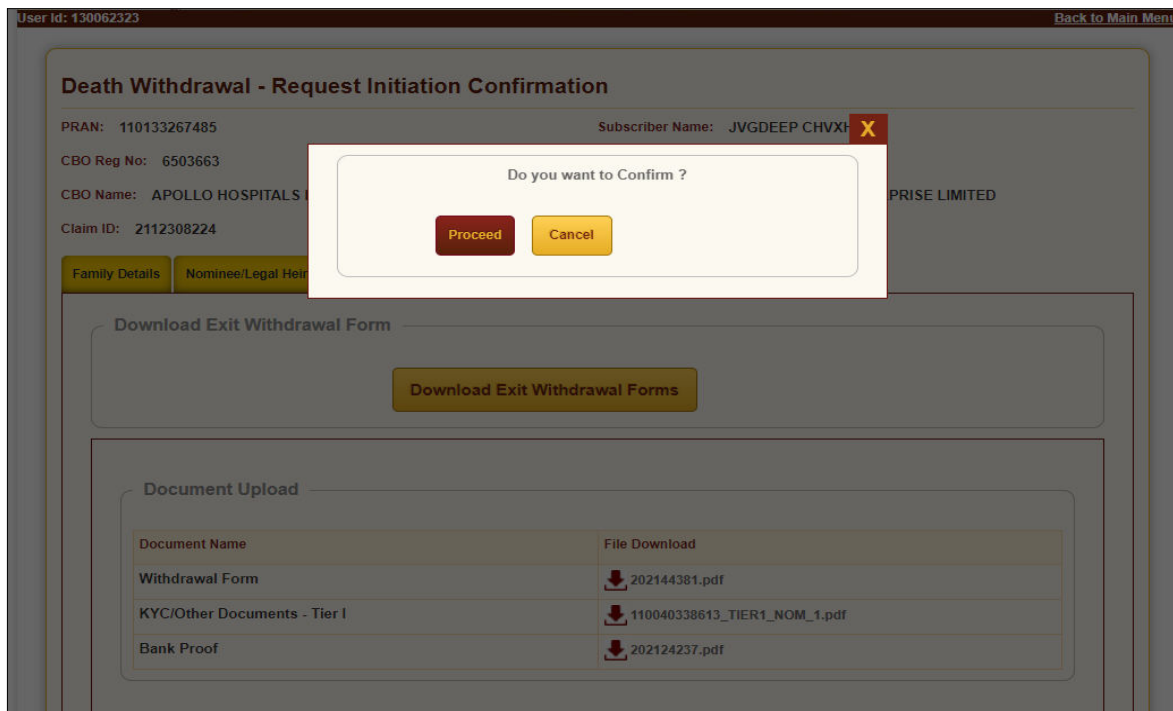 User Id: 130062323 Back to Main Menu
Death Withdrawal - Request Initiation Confirmation
PRAN: 110133267485 Subscriber Name: JVGDEEP
X
CBO Reg No: 6503663
Do you want to Confirm ?
CBO Name: APOLLO HOSPITALS LIMITED
Claim ID: 2112308224
Proceed Cancel
Family Details Nominee/Legal Heir
Download Exit Withdrawal Form
Download Exit Withdrawal Forms
Document Upload
Document Name File Download
Withdrawal Form 202144381.pdf
KYC/Other Documents - Tier I 110040338613_TIER1_NOM_1.pdf
Bank Proof 202124237.pdf